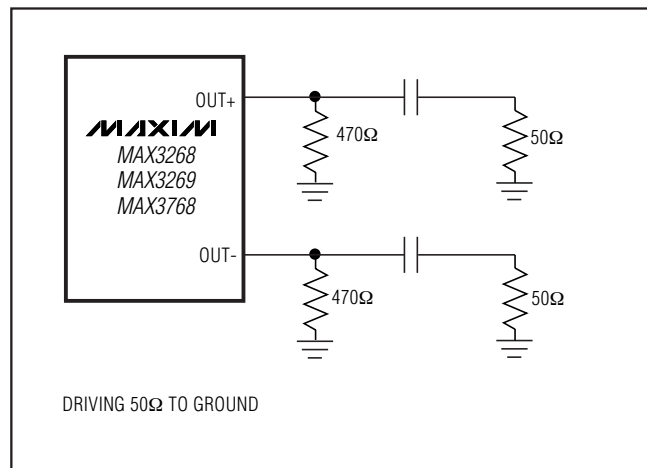 OUT+
MAXIM
MAX3268
MAX3269
MAX3768
470Ω
50Ω
OUT-
470Ω
50Ω
DRIVING 50Ω TO GROUND